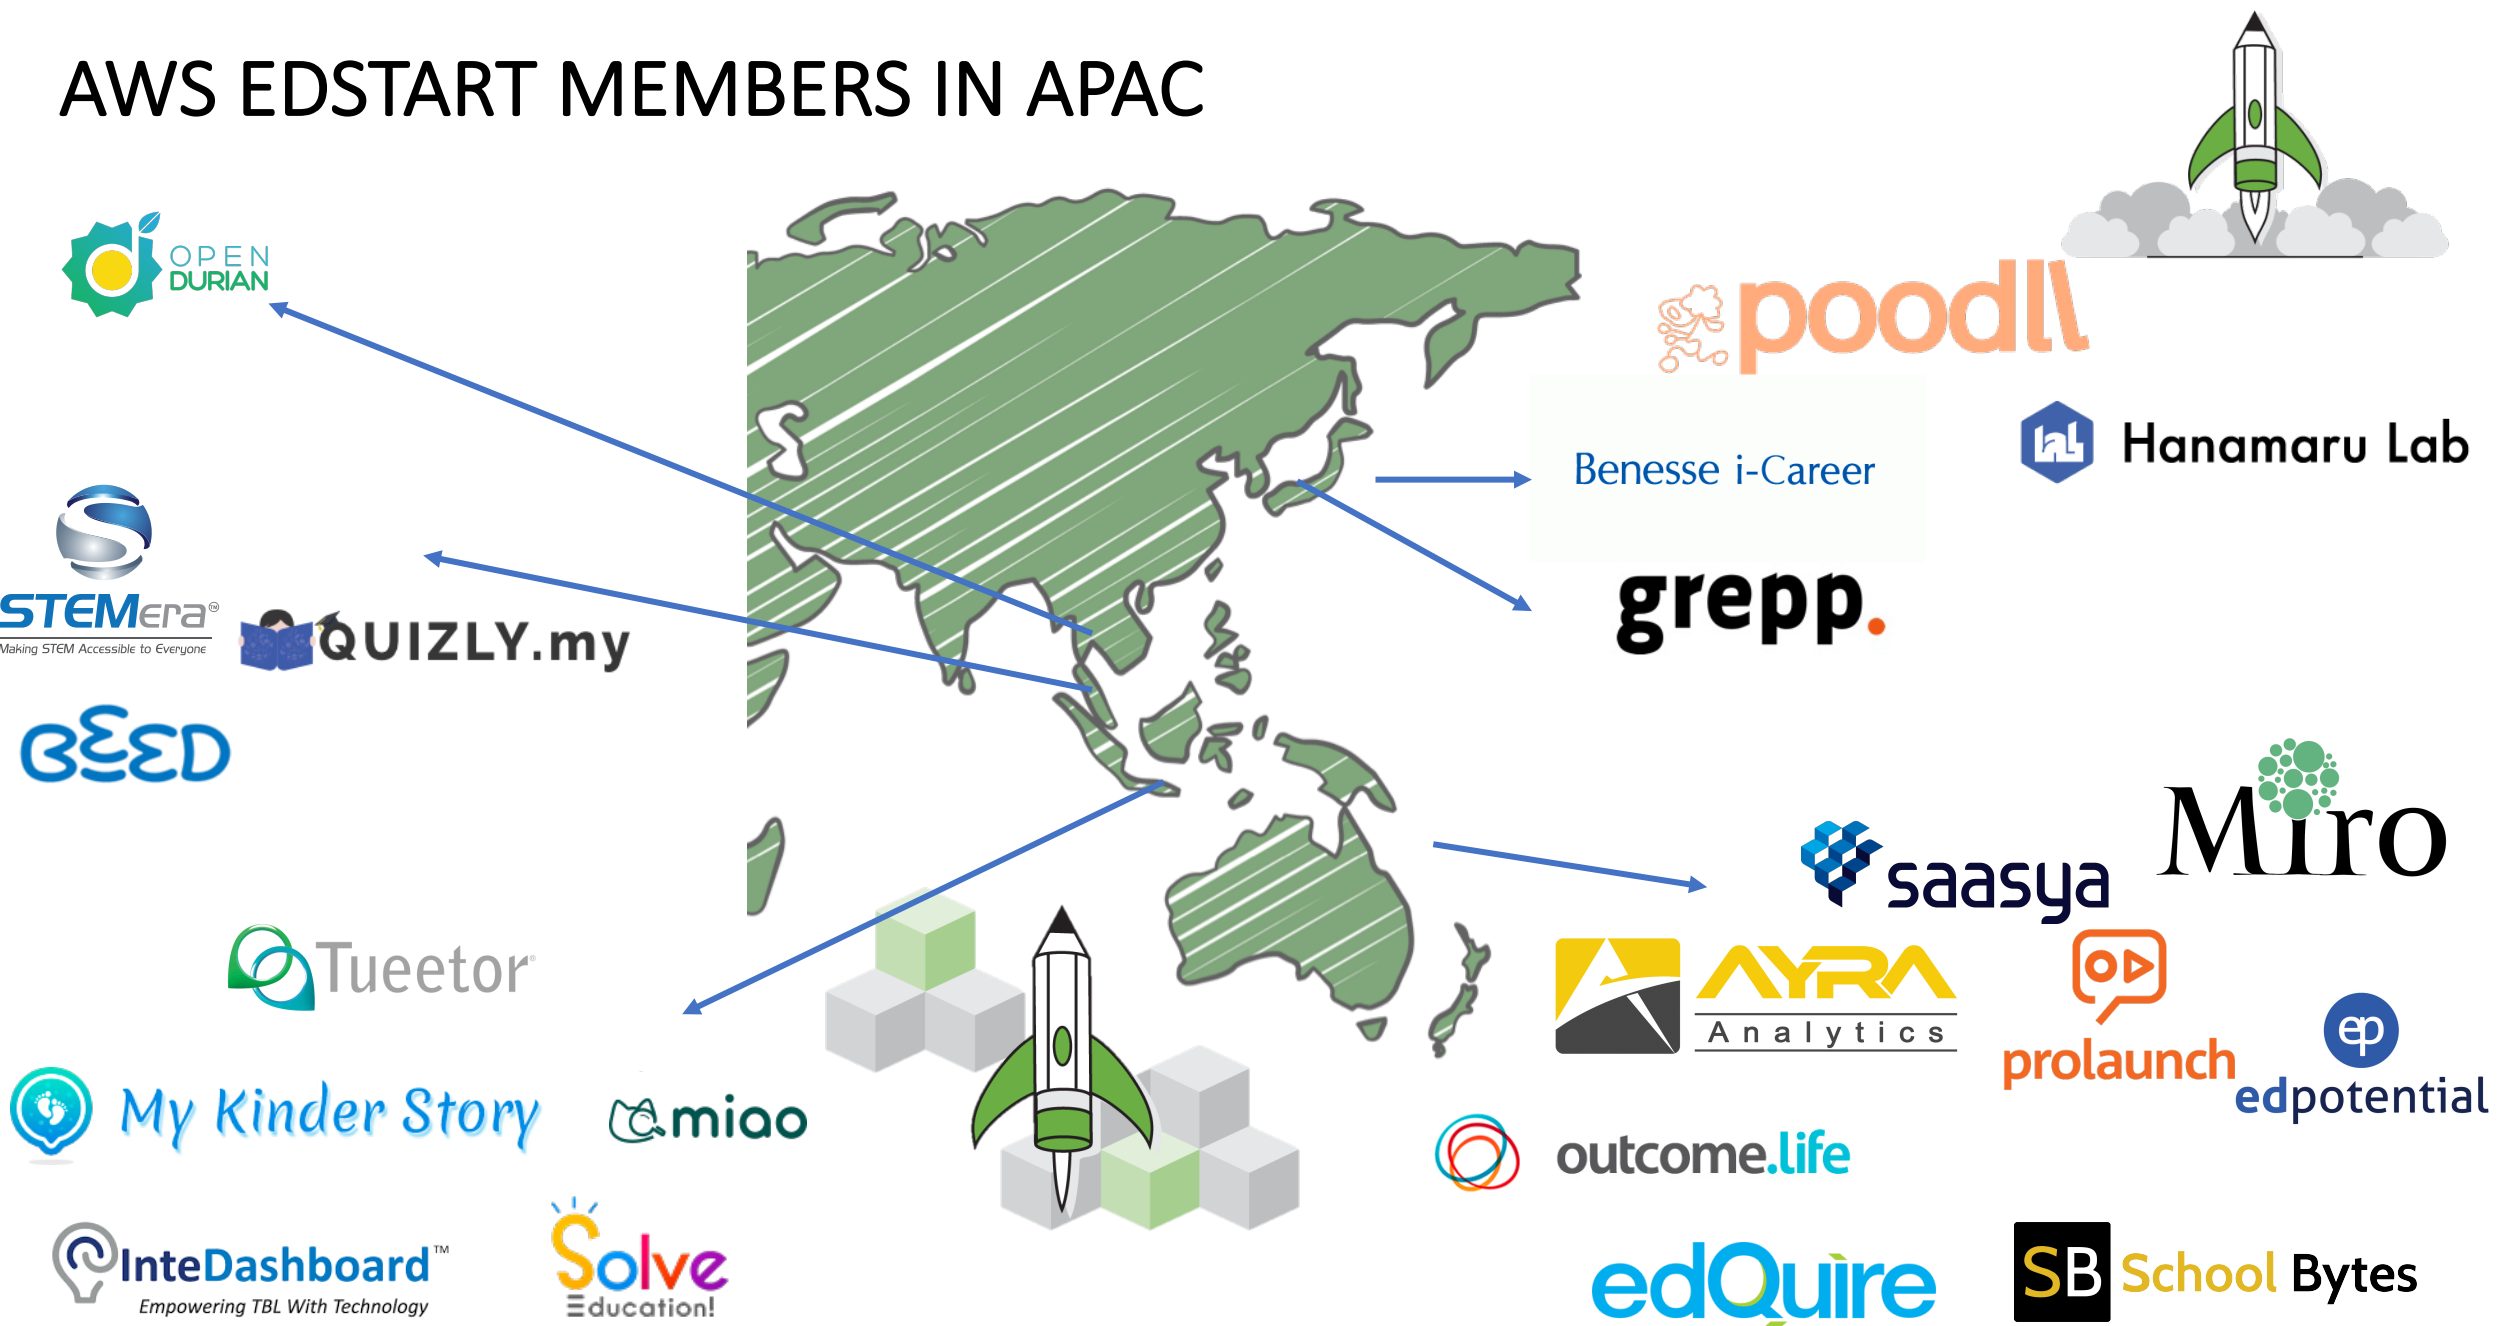 AWS EDSTART MEMBERS IN APAC
OPEN
DURIAN
poodll
Benesse i-Career
Hanamaru Lab
STEMera™
Making STEM Accessible to Everyone
QUIZLY.my
grepp.
BEED
Miro
saasya
Tueetor®
AYRA
Analytics
prolaunch
ep
edpotential
My Kinder Story
miao
outcome.life
InteDashboard™
Empowering TBL With Technology
Solve
Education!
edQuire
SB School Bytes